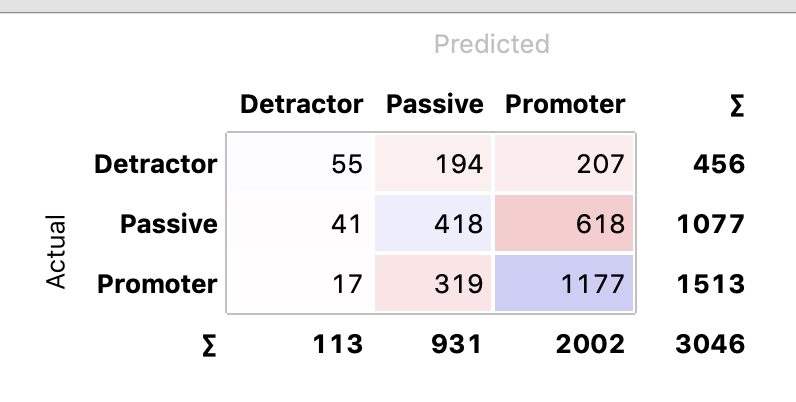 Predicted
Detractor Passive Promoter Σ
Detractor 55 194 207 456
Actual
Passive 41 418 618 1077
Promoter 17 319 1177 1513
Σ 113 931 2002 3046